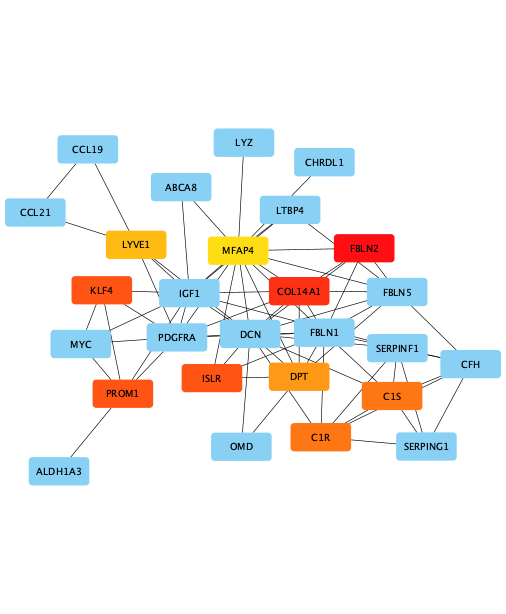 LYZ
CCL19
CHRDL1
ABCA8
LTBP4
CCL21
LYVE1
MFAP4
FBLN2
KLF4
IGF1
COL14A1
FBLN5
MYC
PDGFRA
DCN
FBLN1
SERPINF1
CFH
PROM1
ISLR
DPT
C1S
C1R
OMD
SERPING1
ALDH1A3